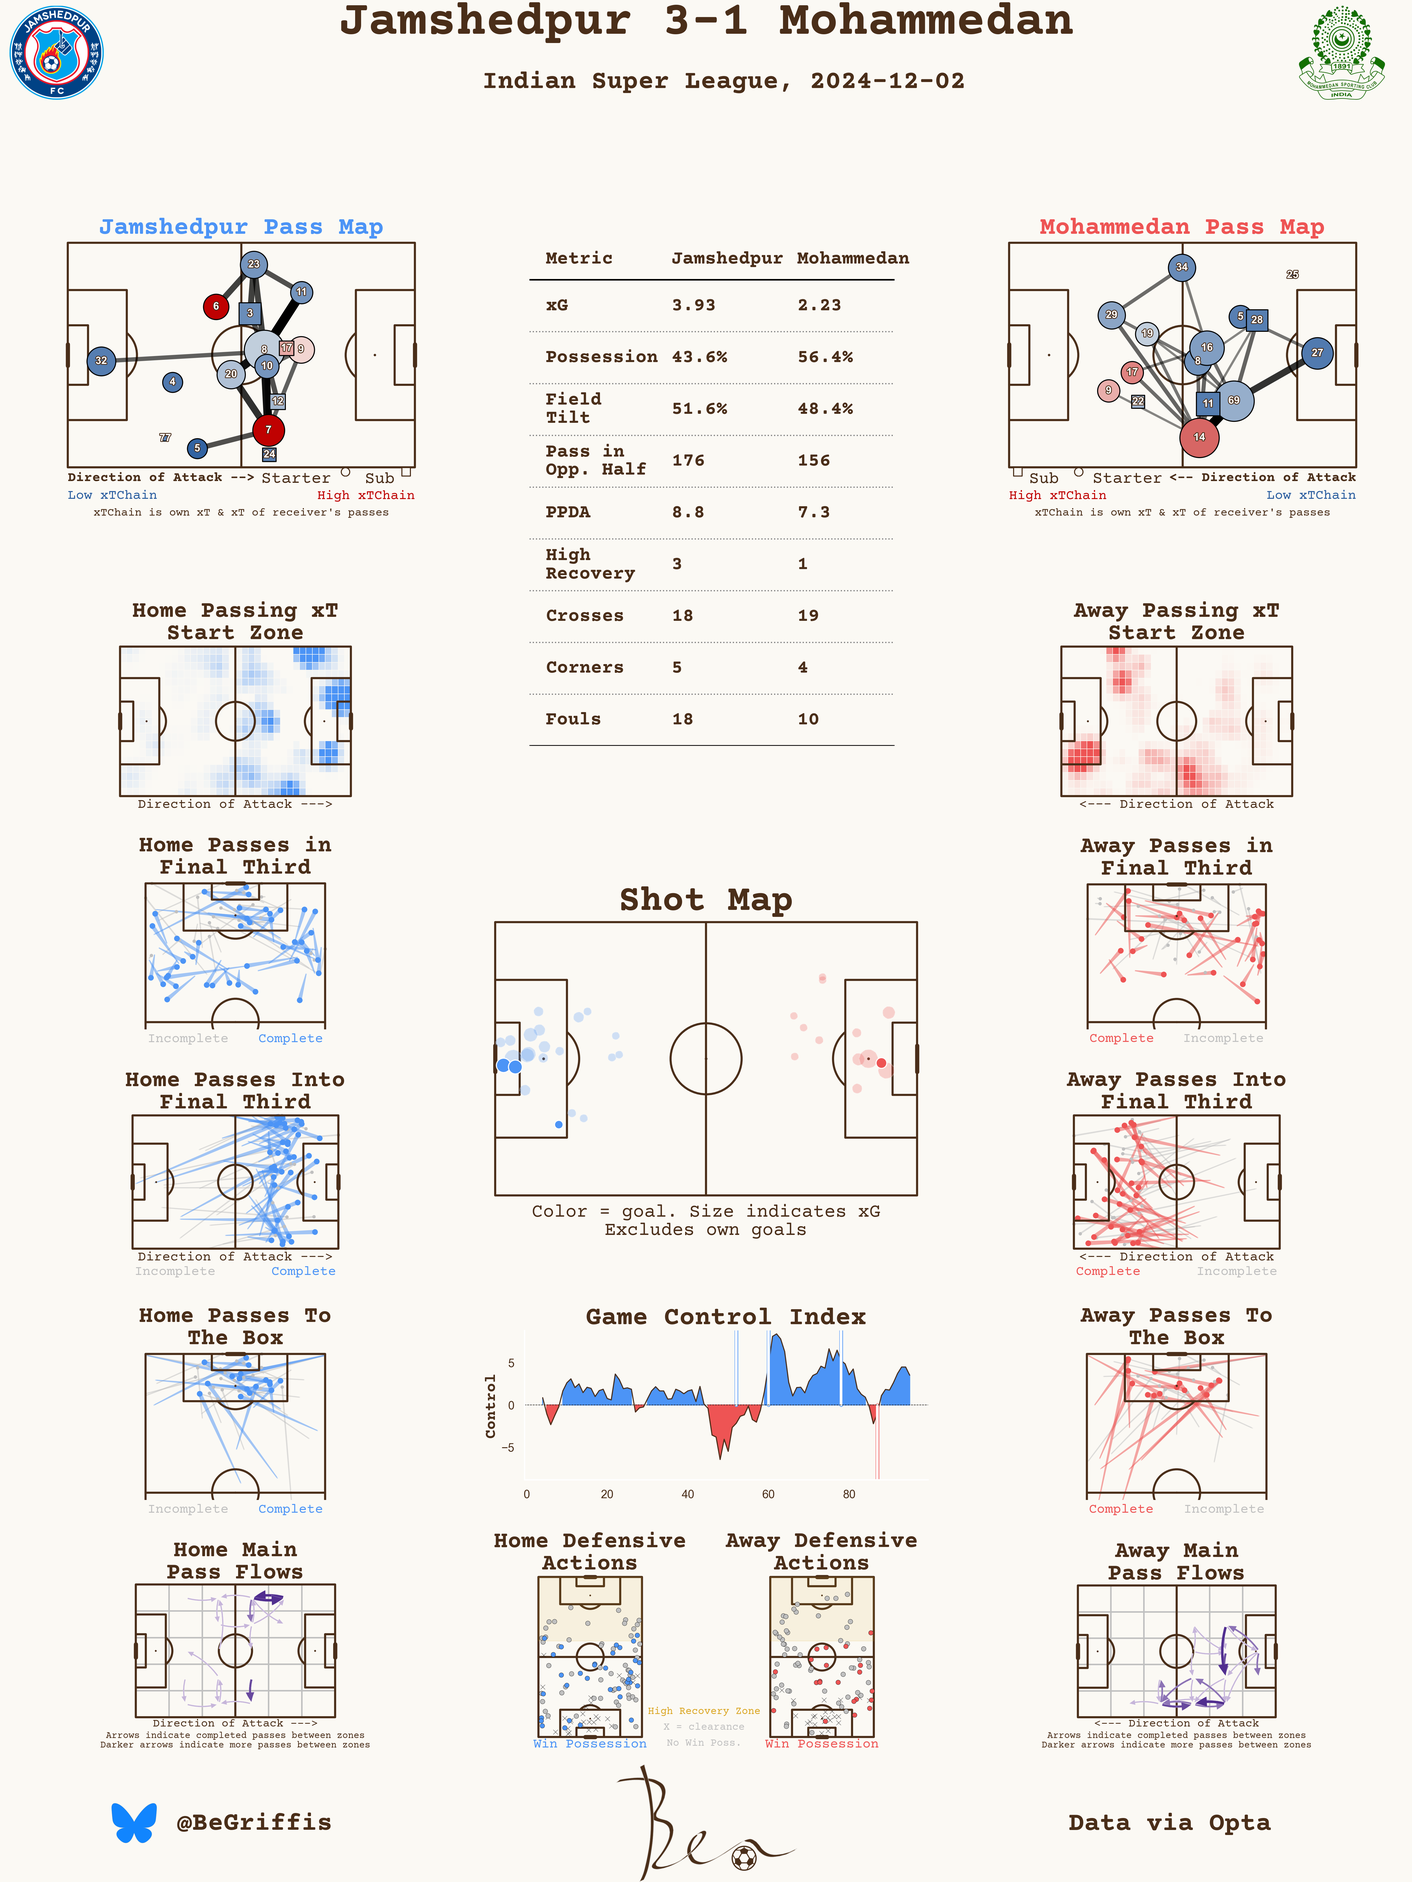 Jamshedpur 3-1 Mohammedan
Indian Super League, 2024-12-02
JAMSHEDPUR
FC
1891
MOHAMMEDAN SPORTING CLUB
INDIA
Jamshedpur Pass Map
23
11
6
3
8
17
9
32
10
20
4
12
7
77
5
24
Direction of Attack --> Starter Sub
Low xTChain High xTChain
xTChain is own xT & xT of receiver's passes
Metric Jamshedpur Mohammedan
xG 3.93 2.23
Possession 43.6% 56.4%
Field
Tilt 51.6% 48.4%
Pass in
Opp. Half 176 156
PPDA 8.8 7.3
High
Recovery 3 1
Crosses 18 19
Corners 5 4
Fouls 18 10
Mohammedan Pass Map
34
25
29
5
28
19
16
27
8
17
9
22
11
69
14
Sub Starter <-- Direction of Attack
High xTChain Low xTChain
xTChain is own xT & xT of receiver's passes
Home Passing xT
Start Zone
Direction of Attack --->
Away Passing xT
Start Zone
<--- Direction of Attack
Home Passes in
Final Third
Incomplete Complete
Away Passes in
Final Third
Complete Incomplete
Shot Map
Color = goal. Size indicates xG
Excludes own goals
Home Passes Into
Final Third
Direction of Attack --->
Incomplete Complete
Away Passes Into
Final Third
<--- Direction of Attack
Complete Incomplete
Home Passes To
The Box
Incomplete Complete
Game Control Index
Control
5
0
−5
0 20 40 60 80
Away Passes To
The Box
Complete Incomplete
Home Main
Pass Flows
Direction of Attack --->
Arrows indicate completed passes between zones
Darker arrows indicate more passes between zones
Home Defensive
Actions
Win Possession
High Recovery Zone
X = clearance
No Win Poss.
Away Defensive
Actions
Win Possession
Away Main
Pass Flows
<--- Direction of Attack
Arrows indicate completed passes between zones
Darker arrows indicate more passes between zones
@BeGriffis
Ben
Data via Opta